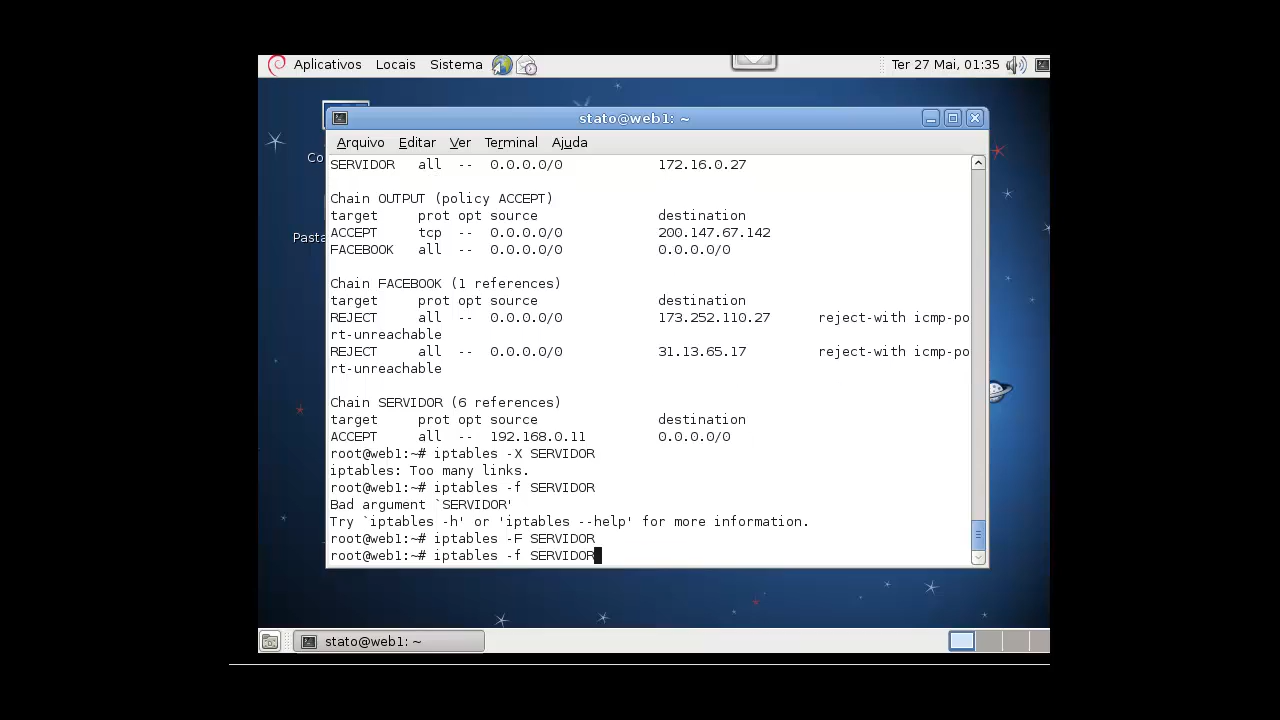 Aplicativos Locais Sistema Ter 27 Mai, 01:35
Co
Pasta
stato@web1: ~
Arquivo Editar Ver Terminal Ajuda
SERVIDOR   all  --  0.0.0.0/0            172.16.0.27

Chain OUTPUT (policy ACCEPT)
target     prot opt source               destination
ACCEPT     tcp  --  0.0.0.0/0            200.147.67.142
FACEBOOK   all  --  0.0.0.0/0            0.0.0.0/0

Chain FACEBOOK (1 references)
target     prot opt source               destination
REJECT     all  --  0.0.0.0/0            173.252.110.27      reject-with icmp-po
rt-unreachable
REJECT     all  --  0.0.0.0/0            31.13.65.17         reject-with icmp-po
rt-unreachable

Chain SERVIDOR (6 references)
target     prot opt source               destination
ACCEPT     all  --  192.168.0.11         0.0.0.0/0
root@web1:~# iptables -X SERVIDOR
iptables: Too many links.
root@web1:~# iptables -f SERVIDOR
Bad argument `SERVIDOR'
Try `iptables -h' or 'iptables --help' for more information.
root@web1:~# iptables -F SERVIDOR
root@web1:~# iptables -f SERVIDOR
stato@web1: ~